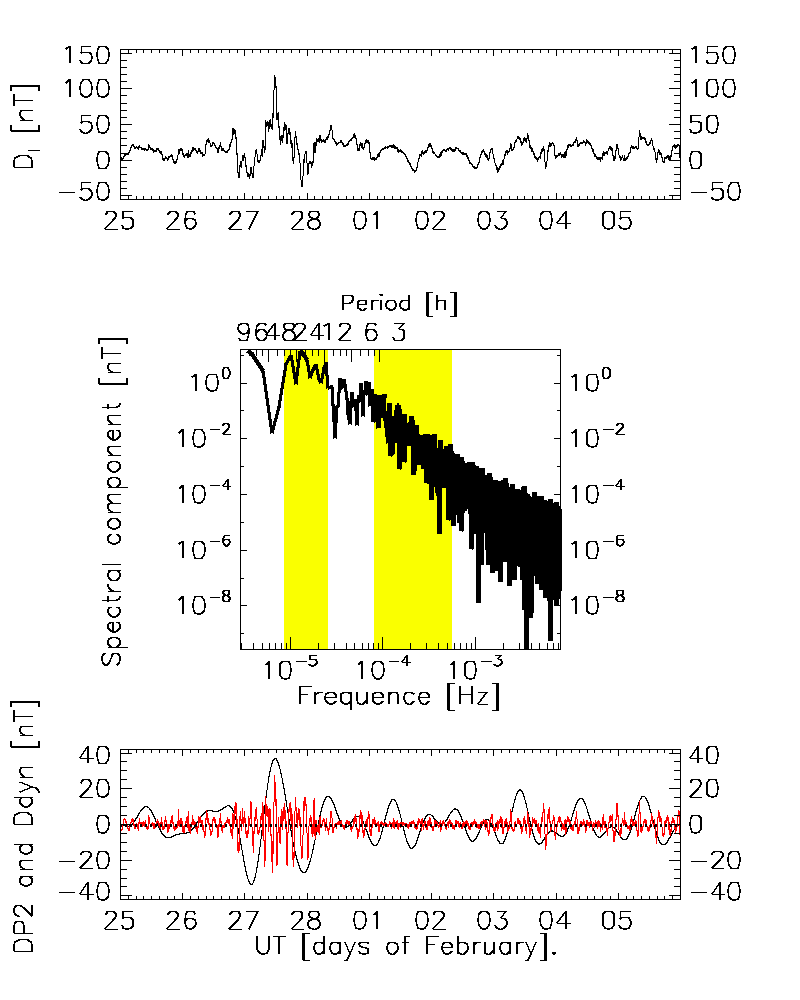 D_I [nT]
150 150
100 100
50 50
0 0
−50 −50
25 26 27 28 01 02 03 04 05
Period [h]
96 48 24 12 6 3
Spectral component [nT]
10^0 10^0
10^−2 10^−2
10^−4 10^−4
10^−6 10^−6
10^−8 10^−8
10^−5 10^−4 10^−3
Frequence [Hz]
DP2 and Ddyn [nT]
40 40
20 20
0 0
−20 −20
−40 −40
25 26 27 28 01 02 03 04 05
UT [days of February].